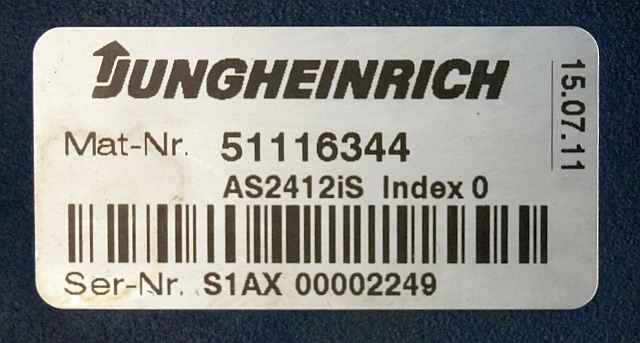 JUNGHEINRICH
15.07.11
Mat-Nr. 51116344
AS2412iS Index 0
Ser-Nr. S1AX 00002249